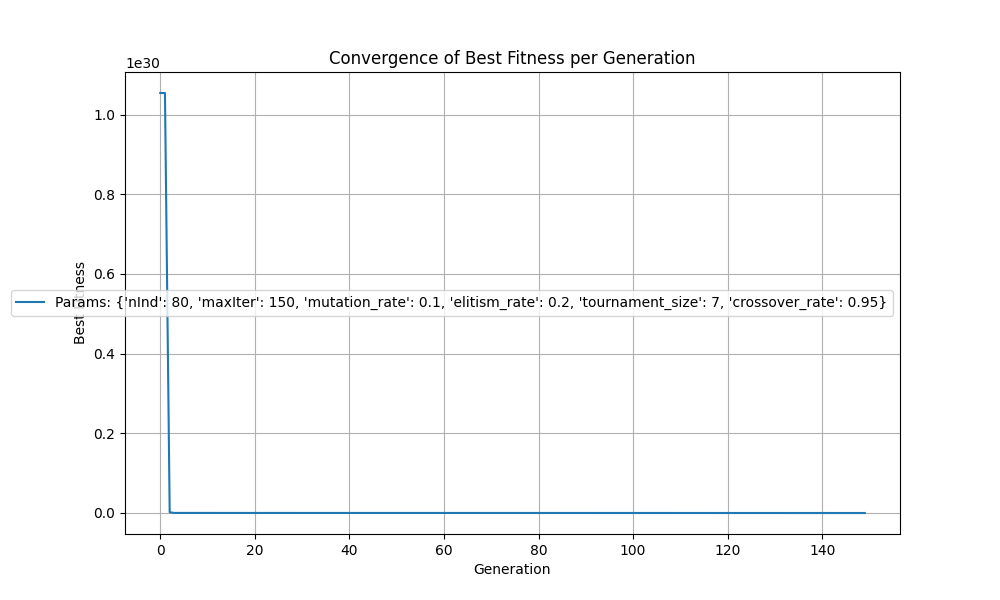 Convergence of Best Fitness per Generation
1e30
1.0
0.8
0.6
0.4
0.2
0.0
Best
ness
Params: {'nInd': 80, 'maxIter': 150, 'mutation_rate': 0.1, 'elitism_rate': 0.2, 'tournament_size': 7, 'crossover_rate': 0.95}
0 20 40 60 80 100 120 140
Generation